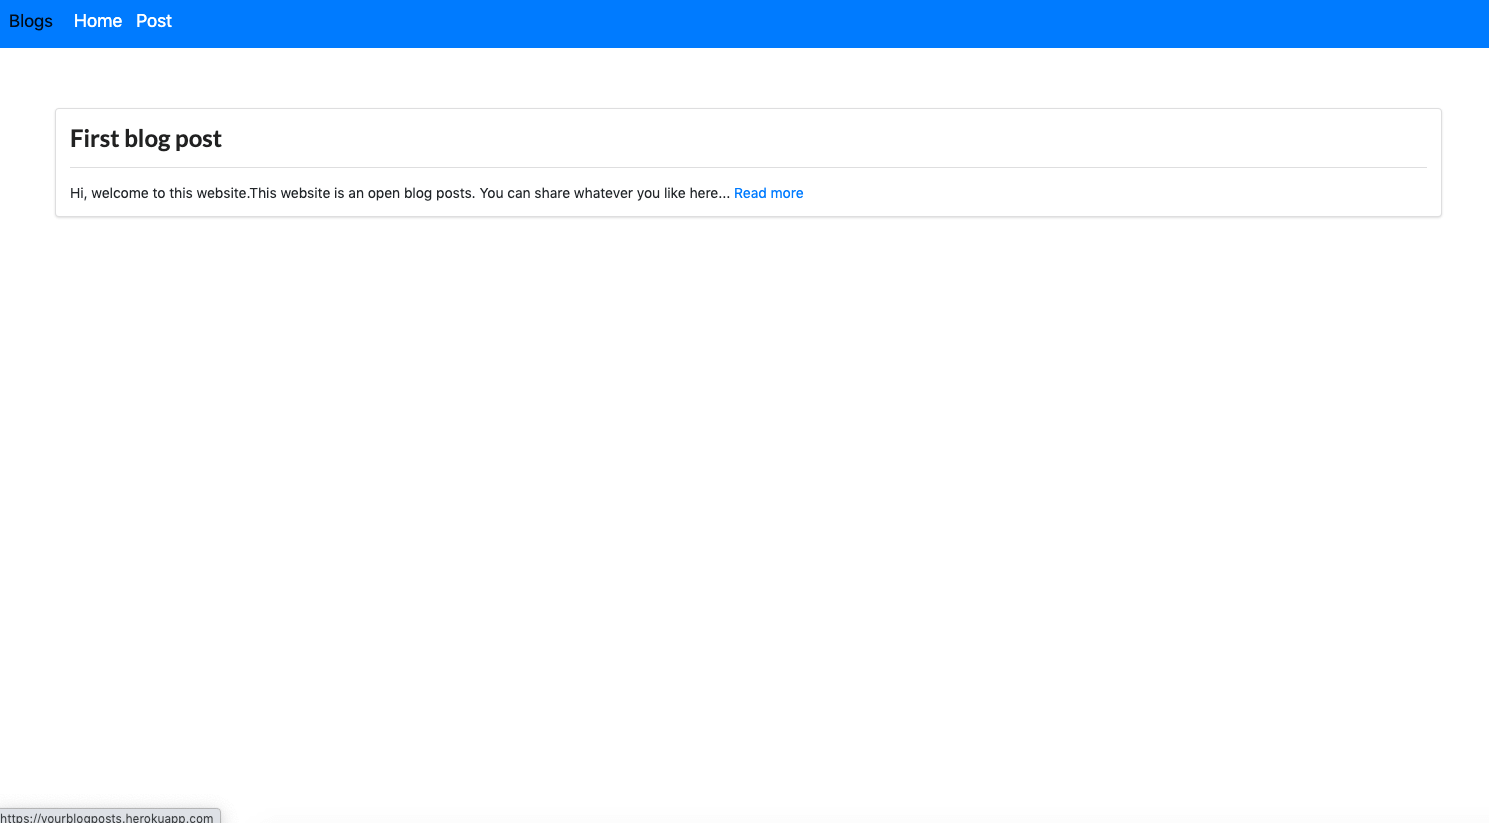 Blogs Home Post
First blog post
Hi, welcome to this website.This website is an open blog posts. You can share whatever you like here... Read more
https://yourblogposts.herokuapp.com